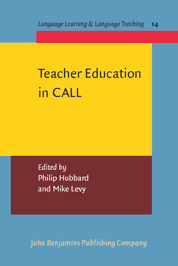 Language Learning & Language Teaching 14
Teacher Education
in CALL
Edited by
Philip Hubbard
and Mike Levy
John Benjamins Publishing Company